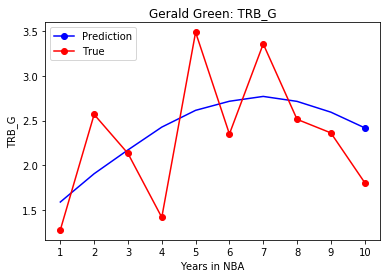 Gerald Green: TRB_G
Prediction
True
TRB_G
3.5
3.0
2.5
2.0
1.5
1 2 3 4 5 6 7 8 9 10
Years in NBA